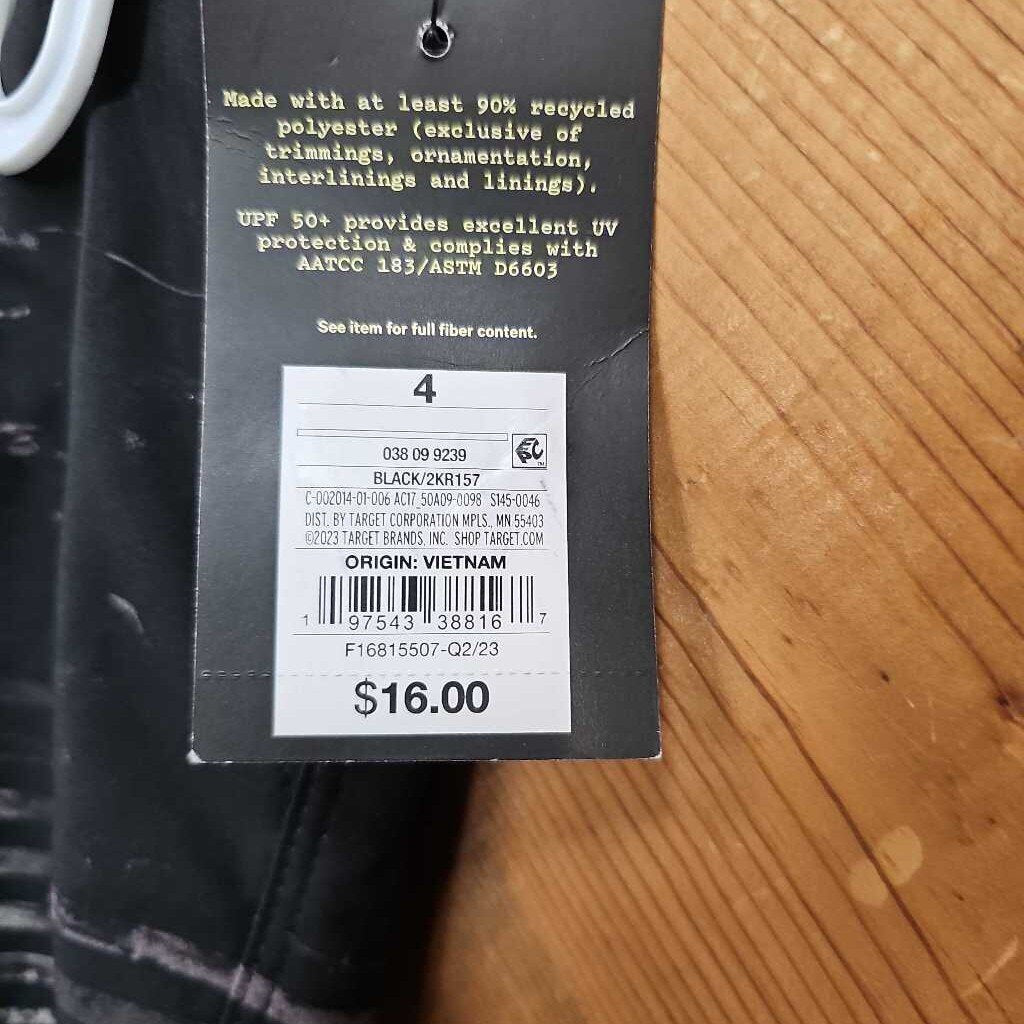 Made with at least 90% recycled
polyester (exclusive of
trimmings, ornamentation,
interlinings and linings).
UPF 50+ provides excellent UV
protection & complies with
AATCC 183/ASTM D6603
See item for full fiber content.
4
038 09 9239
BLACK/2KR157
C-002014-01-006 AC17_50A09-0098 S145-0046
DIST. BY TARGET CORPORATION MPLS., MN 55403
©2023 TARGET BRANDS, INC. SHOP TARGET.COM
ORIGIN: VIETNAM
1 97543 38816 7
F16815507-Q2/23
$16.00